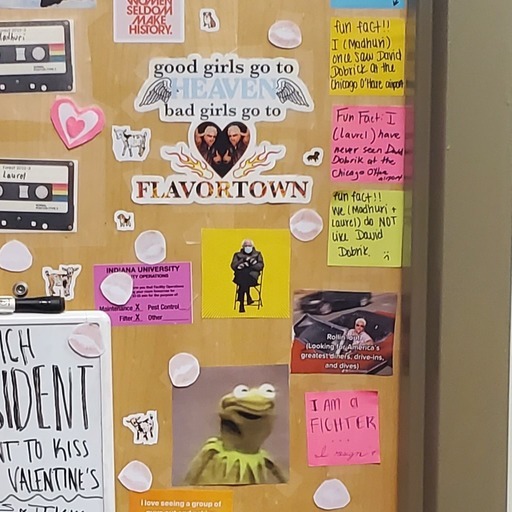 WOMEN
SELDOM
MAKE
HISTORY.
Madhuri
good girls go to
HEAVEN
bad girls go to
FLAVORTOWN
fun fact!!
I (Madhuri)
once saw David
Dobrik at the
Chicago O'Hare airport
Fun Fact: I
(laurel) have
never seen David
Dobrik at the
Chicago O'Hare
airport
fun fact!!
We (Madhuri +
laurel) do NOT
like David
Dobrik
:(
Laurel
INDIANA UNIVERSITY
TY OPERATIONS
Maintenance X Pest Control
Filter X Other
Rollin' out
(Looking for America's
greatest diners, drive-ins,
and dives)
I AM A
FIGHTER
...
ICH
SIDENT
NT TO KISS
VALENTINE'S
I love seeing a group of